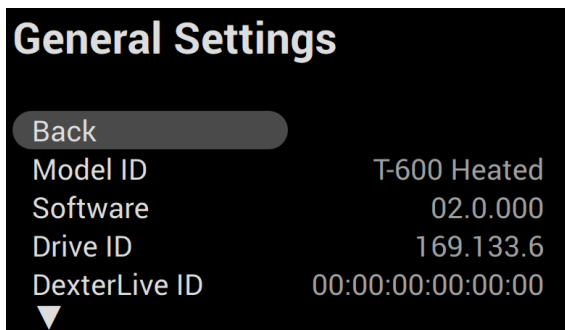 General Settings
Back
Model ID T-600 Heated
Software 02.0.000
Drive ID 169.133.6
DexterLive ID 00:00:00:00:00:00